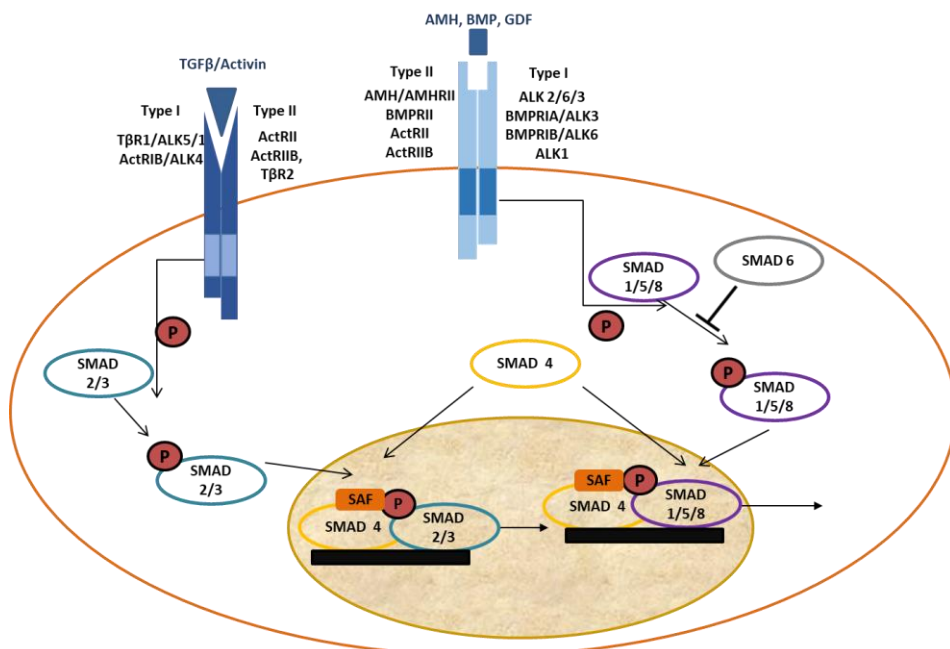 AMH, BMP, GDF
TGFβ/Activin
Type I
Type II
TβR1/ALK5/1
ActRIB/ALK4
ActRII
ActRIIB,
TβR2
Type II
Type I
AMH/AMHRII
BMPRII
ActRII
ActRIIB
ALK 2/6/3
BMPRIA/ALK3
BMPRIB/ALK6
ALK1
SMAD
1/5/8
SMAD 6
P
P
SMAD
2/3
SMAD 4
P
SMAD
1/5/8
P
SMAD
2/3
SAF
P
SMAD 4
SMAD
2/3
SAF
P
SMAD 4
SMAD
1/5/8